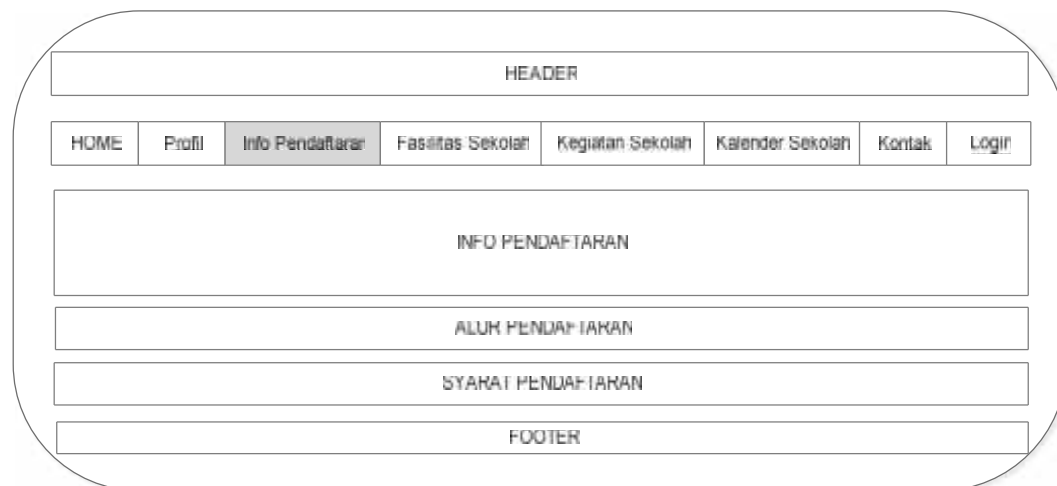 HEADER
HOME Profil Info Pendaftaran Fasilitas Sekolah Kegiatan Sekolah Kalender Sekolah Kontak Login
INFO PENDAFTARAN
ALUR PENDAFTARAN
SYARAT PENDAFTARAN
FOOTER